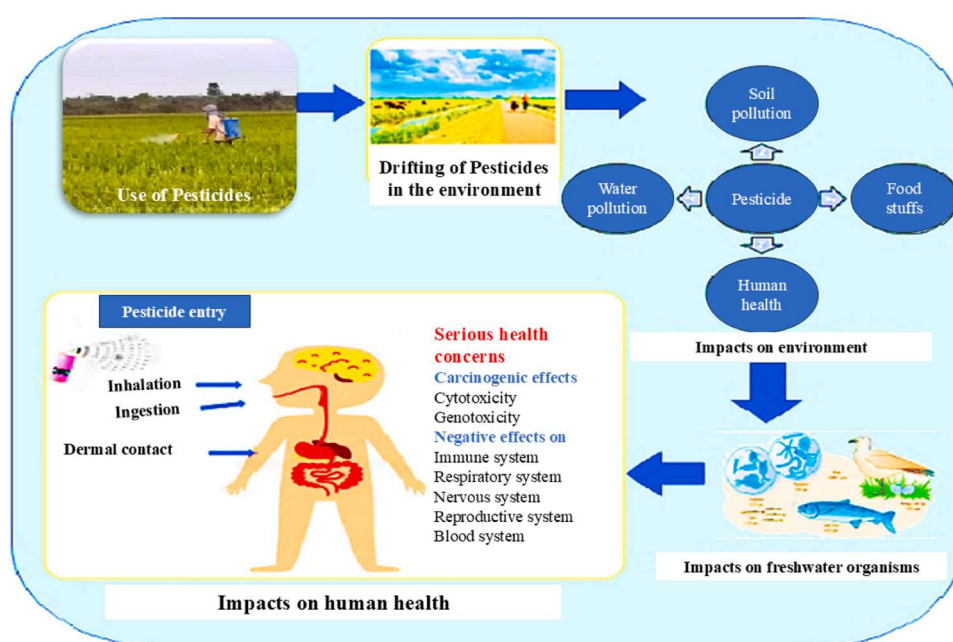 Use of Pesticides
Drifting of Pesticides
in the environment
Soil
pollution
Water
pollution
Pesticide
Food
stuffs
Human
health
Impacts on environment
Pesticide entry
Inhalation
Ingestion
Dermal contact
Serious health
concerns
Carcinogenic effects
Cytotoxicity
Genotoxicity
Negative effects on
Immune system
Respiratory system
Nervous system
Reproductive system
Blood system
Impacts on human health
Impacts on freshwater organisms